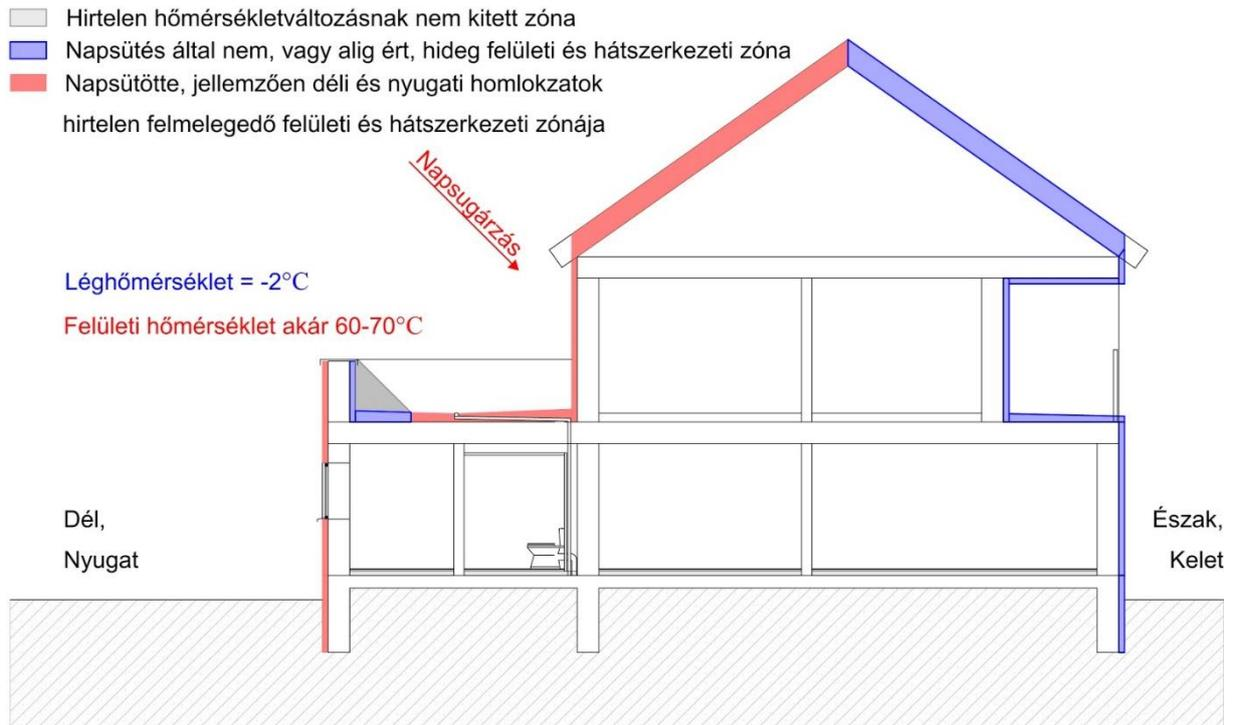 Hirtelen hőmérsékletváltozásnak nem kitett zóna
Napsütés által nem, vagy alig ért, hideg felületi és hátszerkezeti zóna
Napsütötte, jellemzően déli és nyugati homlokzatok
hirtelen felmelegedő felületi és hátszerkezeti zónája
Napsugárzás
Léghőmérséklet = -2°C
Felületi hőmérséklet akár 60-70°C
Dél,
Nyugat
Észak,
Kelet